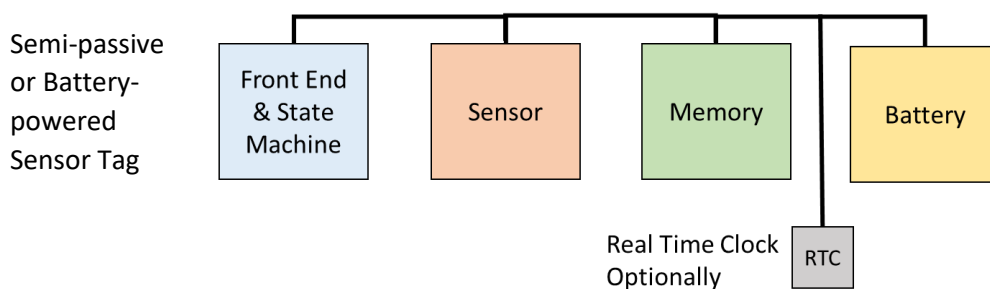 Semi-passive
or Battery-
powered
Sensor Tag
Front End
& State
Machine
Sensor
Memory
Battery
Real Time Clock
Optionally
RTC